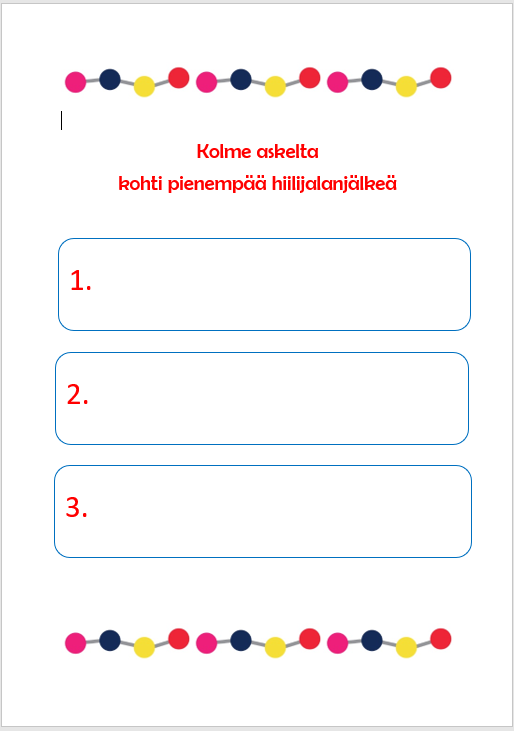 Kolme askelta
kohti pienempää hiilijalanjälkeä
1.
2.
3.